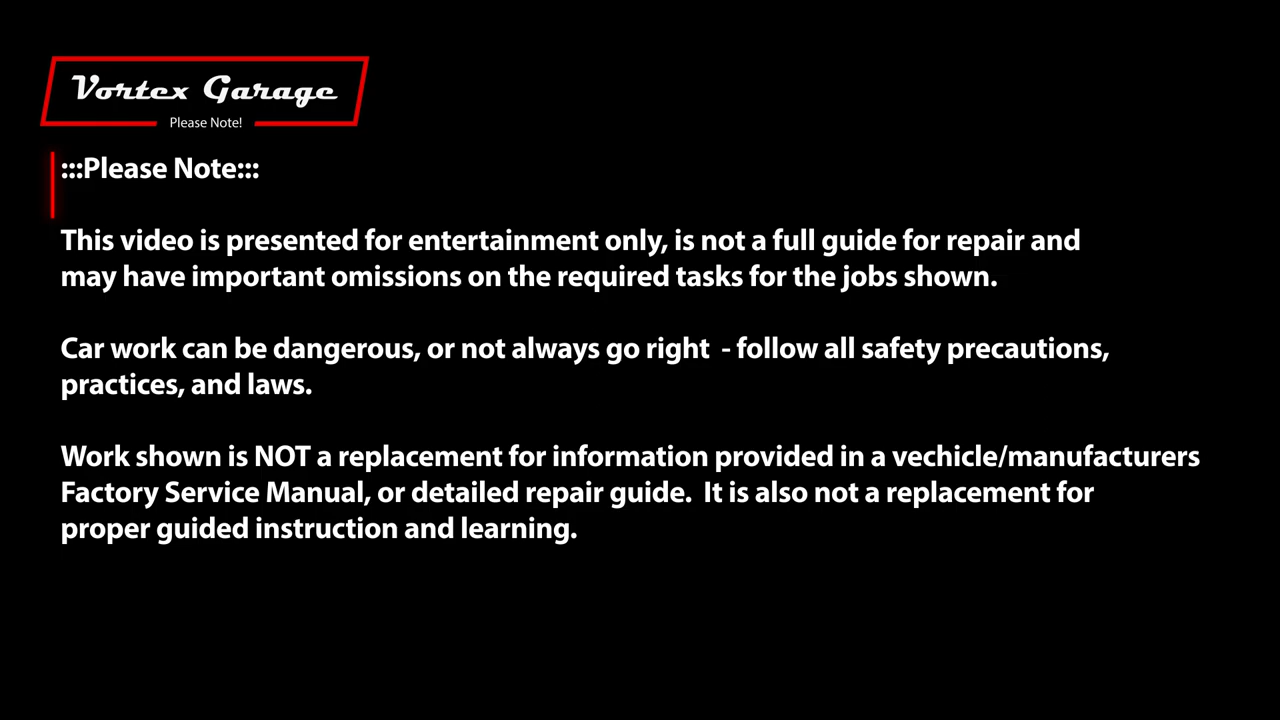 Vortex Garage
Please Note!
:::Please Note:::
This video is presented for entertainment only, is not a full guide for repair and
may have important omissions on the required tasks for the jobs shown.
Car work can be dangerous, or not always go right  - follow all safety precautions,
practices, and laws.
Work shown is NOT a replacement for information provided in a vechicle/manufacturers
Factory Service Manual, or detailed repair guide.  It is also not a replacement for
proper guided instruction and learning.